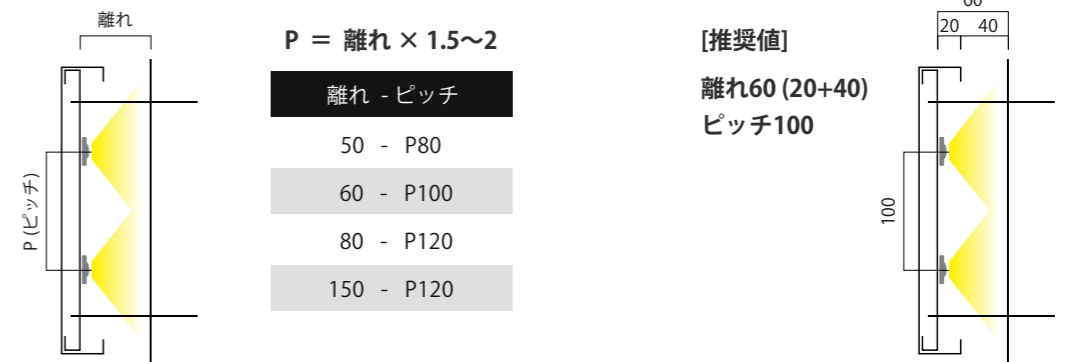 離れ
P (ピッチ)
P ＝ 離れ × 1.5〜2
離れ - ピッチ
50 - P80
60 - P100
80 - P120
150 - P120
[推奨値]
離れ60 (20+40)
ピッチ100
60
20 40
100